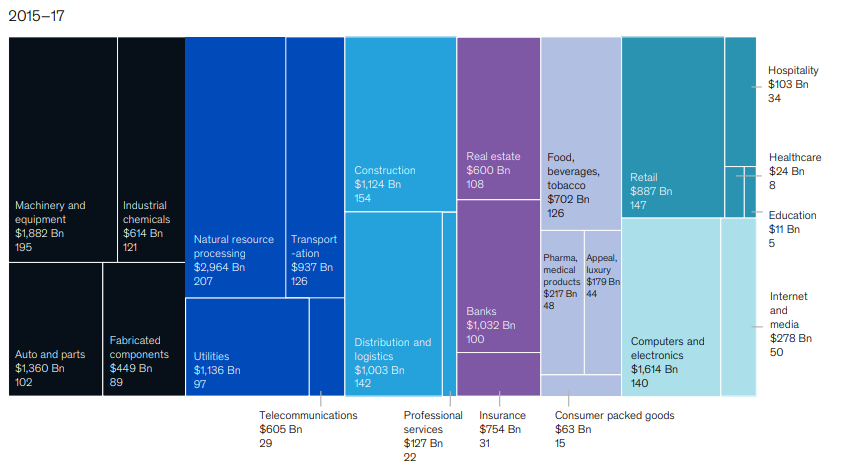 2015–17
Machinery and
equipment
$1,882 Bn
195
Industrial
chemicals
$614 Bn
121
Auto and parts
$1,360 Bn
102
Fabricated
components
$449 Bn
89
Natural resource
processing
$2,964 Bn
207
Transport
-ation
$937 Bn
126
Utilities
$1,136 Bn
97
Telecommunications
$605 Bn
29
Construction
$1,124 Bn
154
Distribution and
logistics
$1,003 Bn
142
Professional
services
$127 Bn
22
Real estate
$600 Bn
108
Banks
$1,032 Bn
100
Insurance
$754 Bn
31
Food,
beverages,
tobacco
$702 Bn
126
Pharma,
medical
products
$217 Bn
48
Appeal,
luxury
$179 Bn
44
Consumer packed goods
$63 Bn
15
Retail
$887 Bn
147
Computers and
electronics
$1,614 Bn
140
Hospitality
$103 Bn
34
Healthcare
$24 Bn
8
Education
$11 Bn
5
Internet
and
media
$278 Bn
50